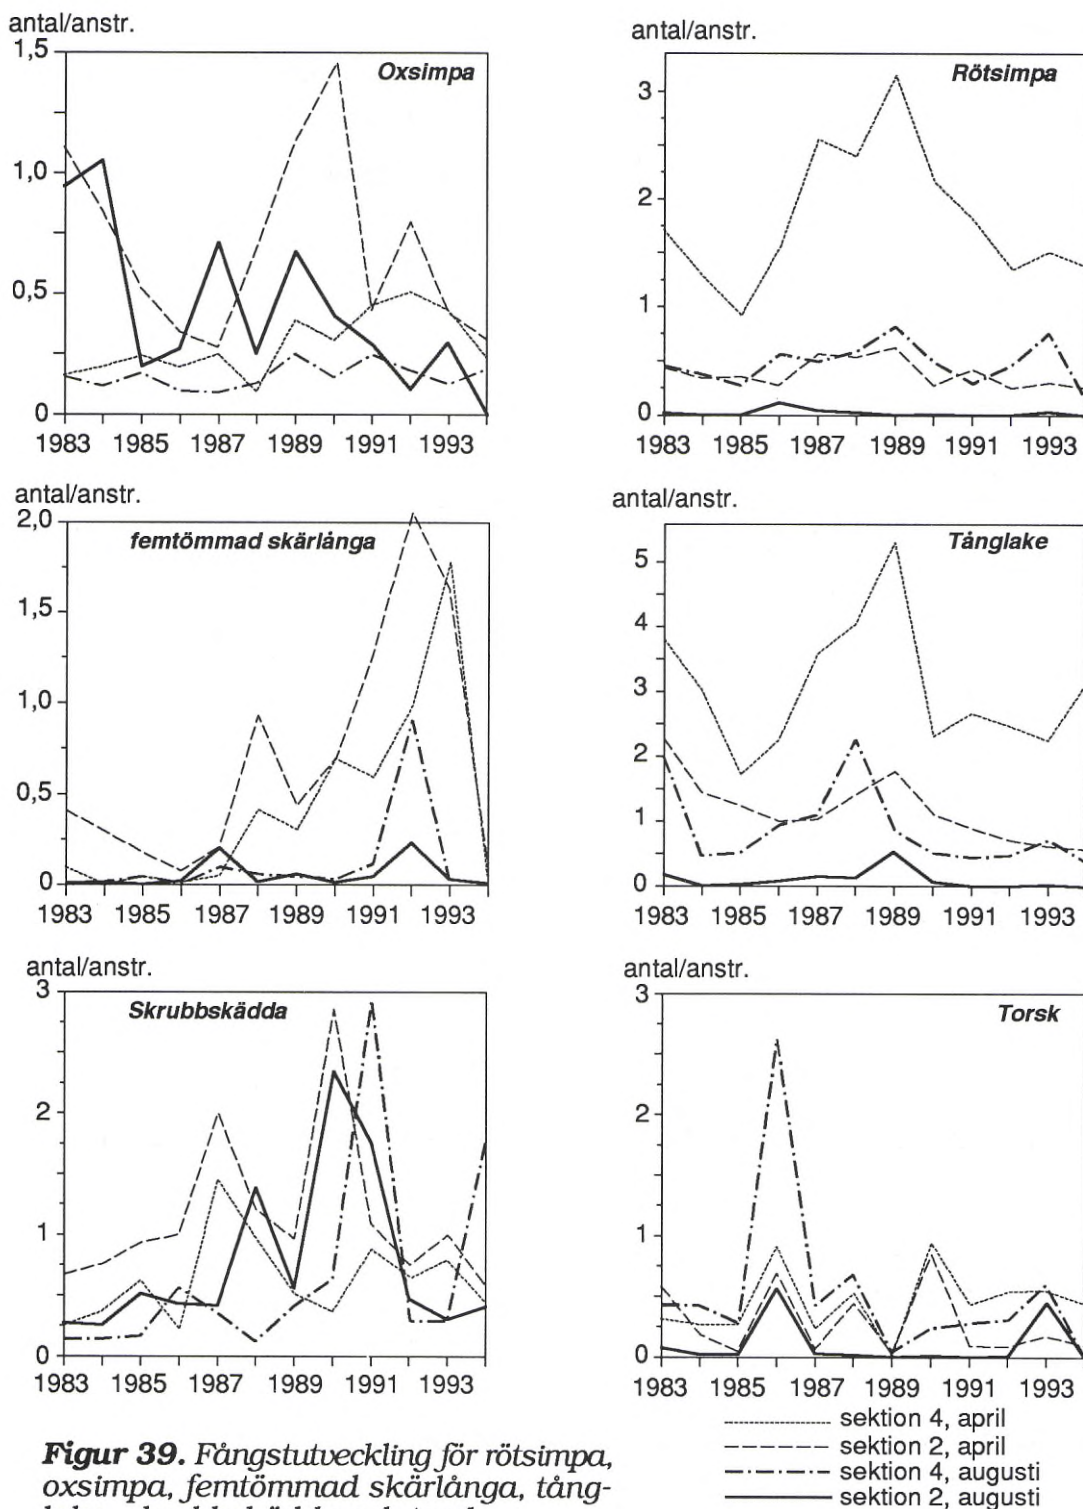 antal/anstr.
Oxsimpa
1,5
1,0
0,5
0
1983 1985 1987 1989 1991 1993
antal/anstr.
Rötsimpa
3
2
1
0
1983 1985 1987 1989 1991 1993
antal/anstr.
femtömmad skärlånga
2,0
1,5
1,0
0,5
0
1983 1985 1987 1989 1991 1993
antal/anstr.
Tånglake
5
4
3
2
1
0
1983 1985 1987 1989 1991 1993
antal/anstr.
Skrubbskädda
3
2
1
0
1983 1985 1987 1989 1991 1993
antal/anstr.
Torsk
3
2
1
0
1983 1985 1987 1989 1991 1993
sektion 4, april
sektion 2, april
sektion 4, augusti
sektion 2, augusti
Figur 39. Fångstutveckling för rötsimpa,
oxsimpa, femtömmad skärlånga, tång-